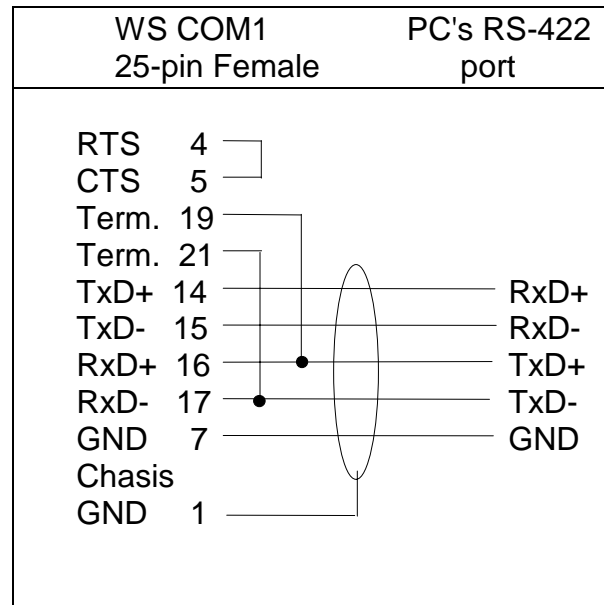 WS COM1 PC's RS-422
25-pin Female port
RTS 4
CTS 5
Term. 19
Term. 21
TxD+ 14 RxD+
TxD- 15 RxD-
RxD+ 16 TxD+
RxD- 17 TxD-
GND 7 GND
Chasis
GND 1